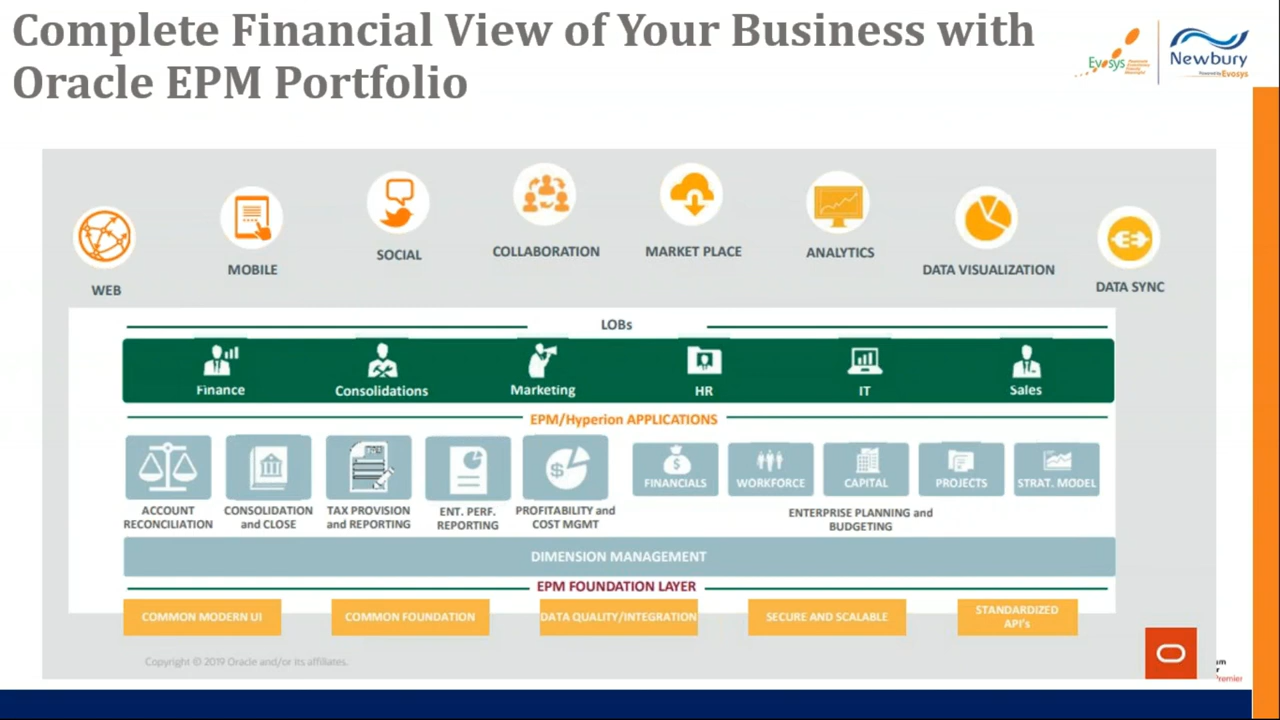 Complete Financial View of Your Business with
Oracle EPM Portfolio
Evosys
Newbury
Powered by Evosys
WEB
MOBILE
SOCIAL
COLLABORATION
MARKET PLACE
ANALYTICS
DATA VISUALIZATION
DATA SYNC
LOBs
Finance
Consolidations
Marketing
HR
IT
Sales
EPM/Hyperion APPLICATIONS
FINANCIALS
WORKFORCE
CAPITAL
PROJECTS
STRAT. MODEL
ACCOUNT
RECONCILIATION
CONSOLIDATION
and CLOSE
TAX PROVISION
and REPORTING
ENT. PERF.
REPORTING
PROFITABILITY and
COST MGMT
ENTERPRISE PLANNING and
BUDGETING
DIMENSION MANAGEMENT
EPM FOUNDATION LAYER
COMMON MODERN UI
COMMON FOUNDATION
DATA QUALITY/INTEGRATION
SECURE AND SCALABLE
STANDARDIZED
API's
Copyright © 2019 Oracle and/or its affiliates.